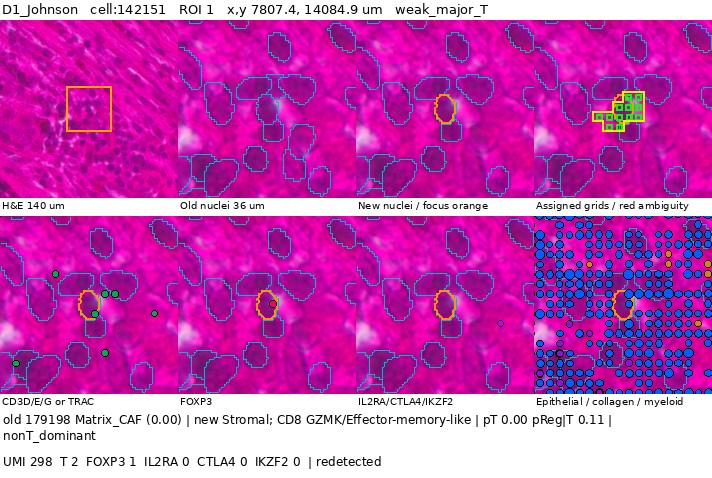 D1_Johnson cell:142151 ROI 1 x,y 7807.4, 14084.9 um weak_major_T
H&E 140 um
Old nuclei 36 um
New nuclei / focus orange
Assigned grids / red ambiguity
CD3D/E/G or TRAC
FOXP3
IL2RA/CTLA4/IKZF2
Epithelial / collagen / myeloid
old 179198 Matrix_CAF (0.00) | new Stromal; CD8 GZMK/Effector-memory-like | pT 0.00 pReg|T 0.11 |
nonT_dominant
UMI 298 T 2 FOXP3 1 IL2RA 0 CTLA4 0 IKZF2 0 | redetected